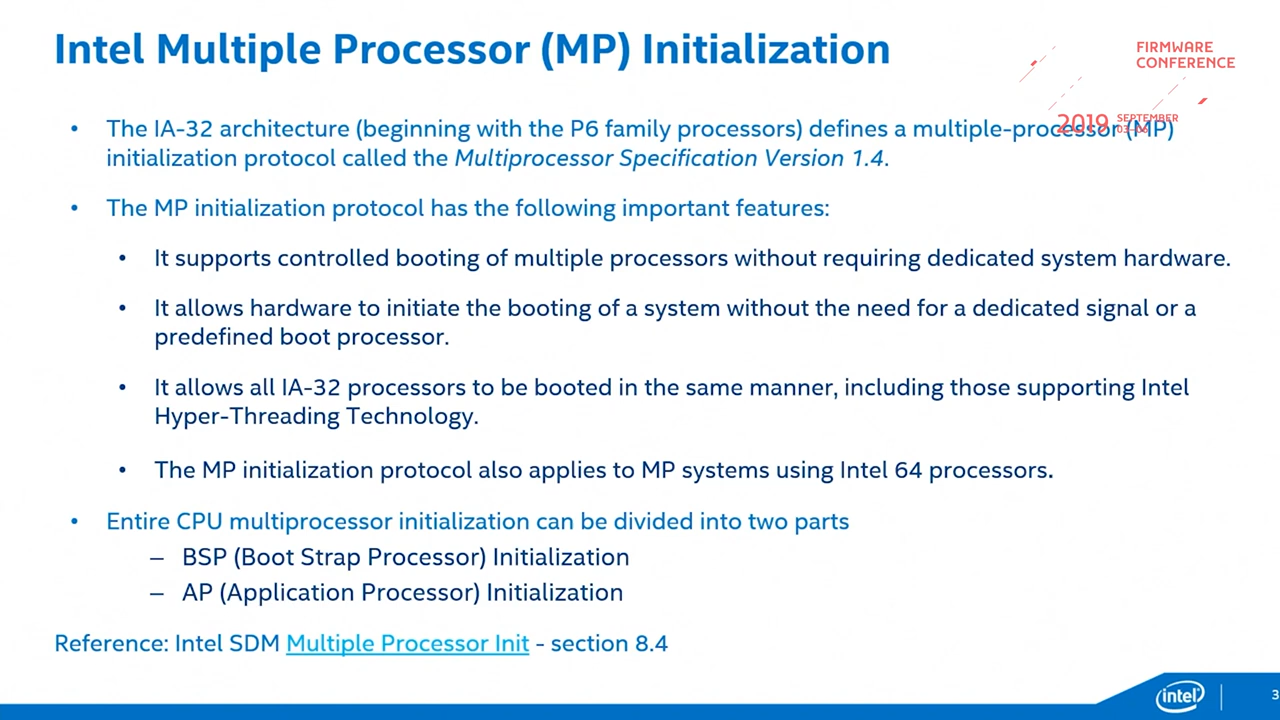 Intel Multiple Processor (MP) Initialization
FIRMWARE
CONFERENCE
2019 SEPTEMBER
• The IA-32 architecture (beginning with the P6 family processors) defines a multiple-processor (MP)
initialization protocol called the Multiprocessor Specification Version 1.4.
• The MP initialization protocol has the following important features:
• It supports controlled booting of multiple processors without requiring dedicated system hardware.
• It allows hardware to initiate the booting of a system without the need for a dedicated signal or a
predefined boot processor.
• It allows all IA-32 processors to be booted in the same manner, including those supporting Intel
Hyper-Threading Technology.
• The MP initialization protocol also applies to MP systems using Intel 64 processors.
• Entire CPU multiprocessor initialization can be divided into two parts
– BSP (Boot Strap Processor) Initialization
– AP (Application Processor) Initialization
Reference: Intel SDM Multiple Processor Init - section 8.4
intel
3